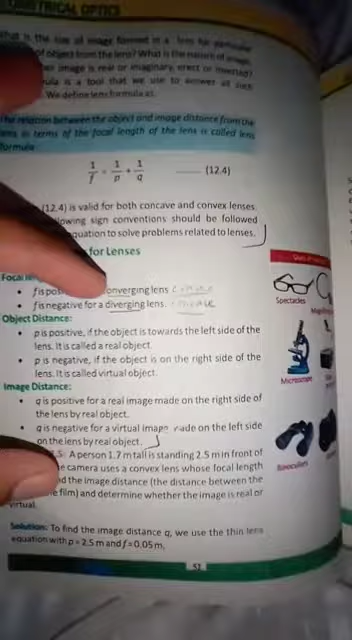 GEOMETRICAL OPTICS
What is the size of image formed in a lens for particular
of object from the lens? What is the nature of image,
image is real or imaginary, erect or inverted?
is a tool that we use to answer all such
We define lens formula as:
The relation between the object and image distance from the
lens in terms of the focal length of the lens is called lens
formula
1/f = 1/p + 1/q ........ (12.4)
(12.4) is valid for both concave and convex lenses.
sign conventions should be followed
equation to solve problems related to lenses.
for Lenses
Focal
• f is converging lens
• f is negative for a diverging lens.
Object Distance:
• p is positive, if the object is towards the left side of the
lens. It is called a real object.
• p is negative, if the object is on the right side of the
lens. It is called virtual object.
Image Distance:
• q is positive for a real image made on the right side of
the lens by real object.
• q is negative for a virtual image made on the left side
on the lens by real object.
A person 1.7 m tall is standing 2.5 m in front of
camera uses a convex lens whose focal length
the image distance (the distance between the
film) and determine whether the image is real or
virtual.
Solution: To find the image distance q, we use the thin lens
equation with p = 2.5 m and f = 0.05 m,
52
Spectacles
Microscope
Binoculars